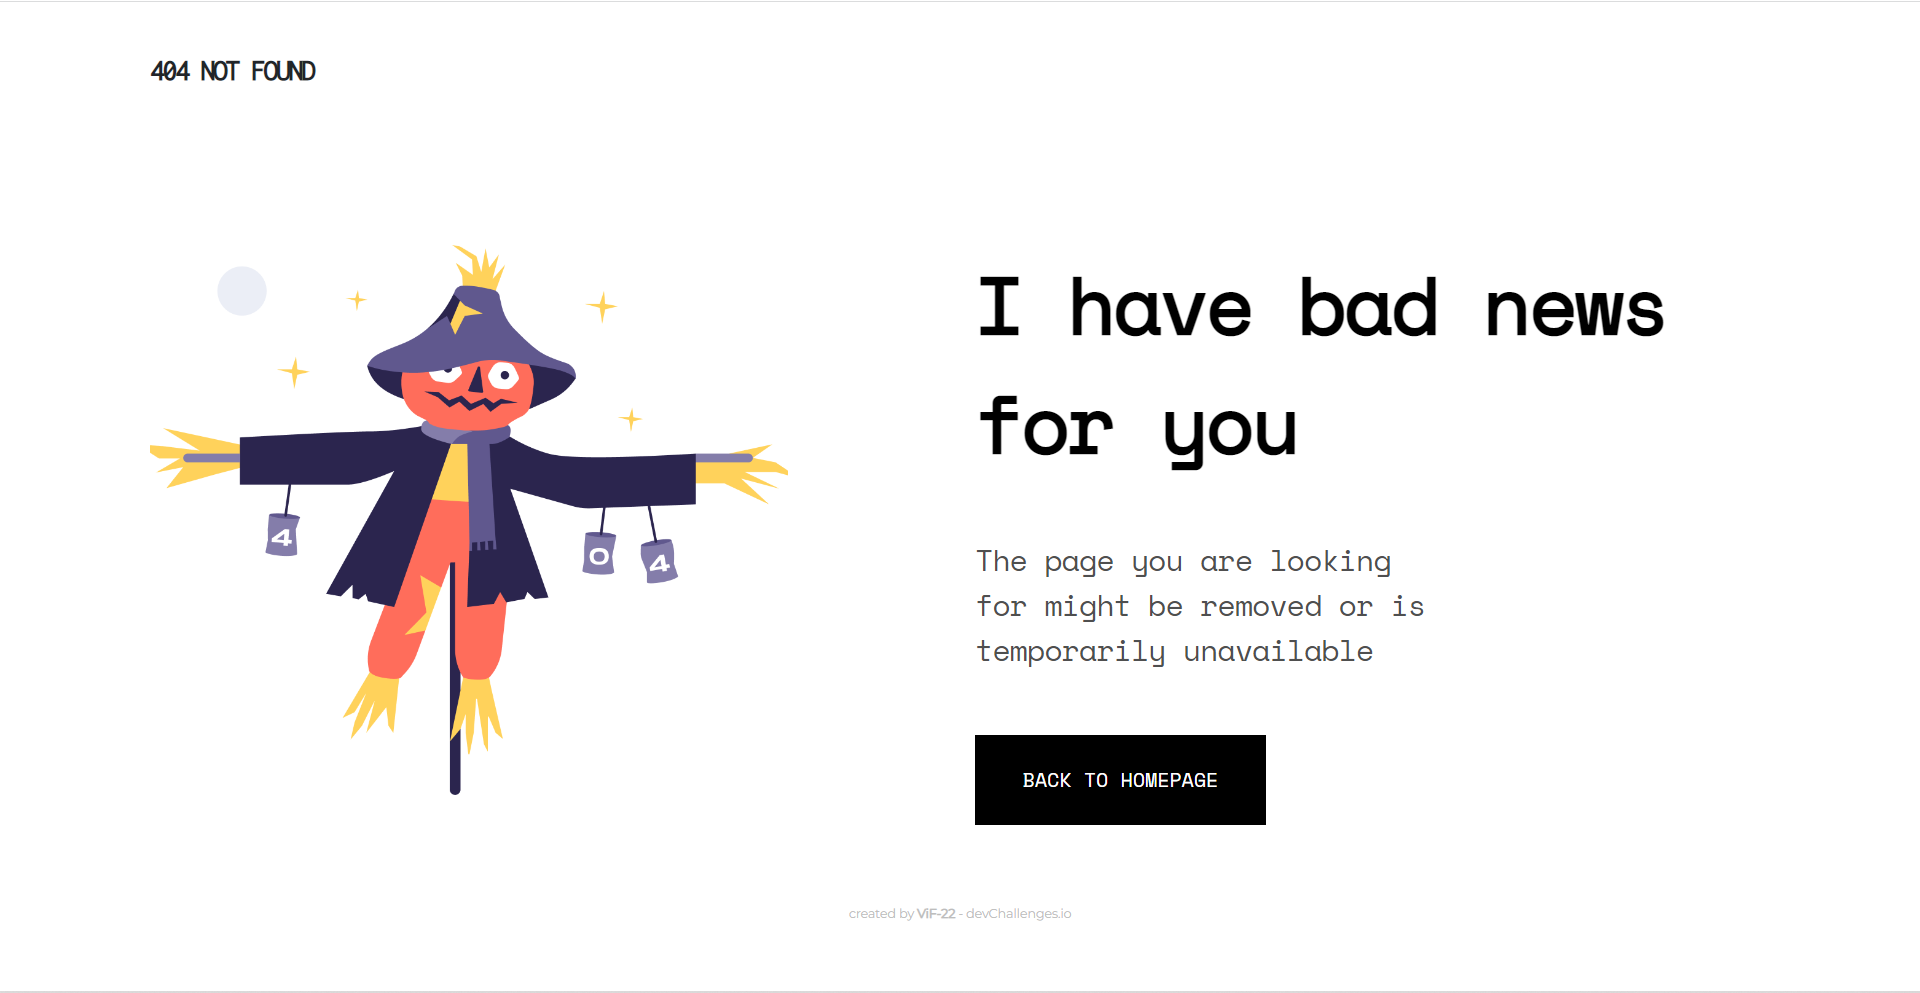 404 NOT FOUND
I have bad news
for you
4
0
4
The page you are looking
for might be removed or is
temporarily unavailable
BACK TO HOMEPAGE
created by ViF-22 - devChallenges.io